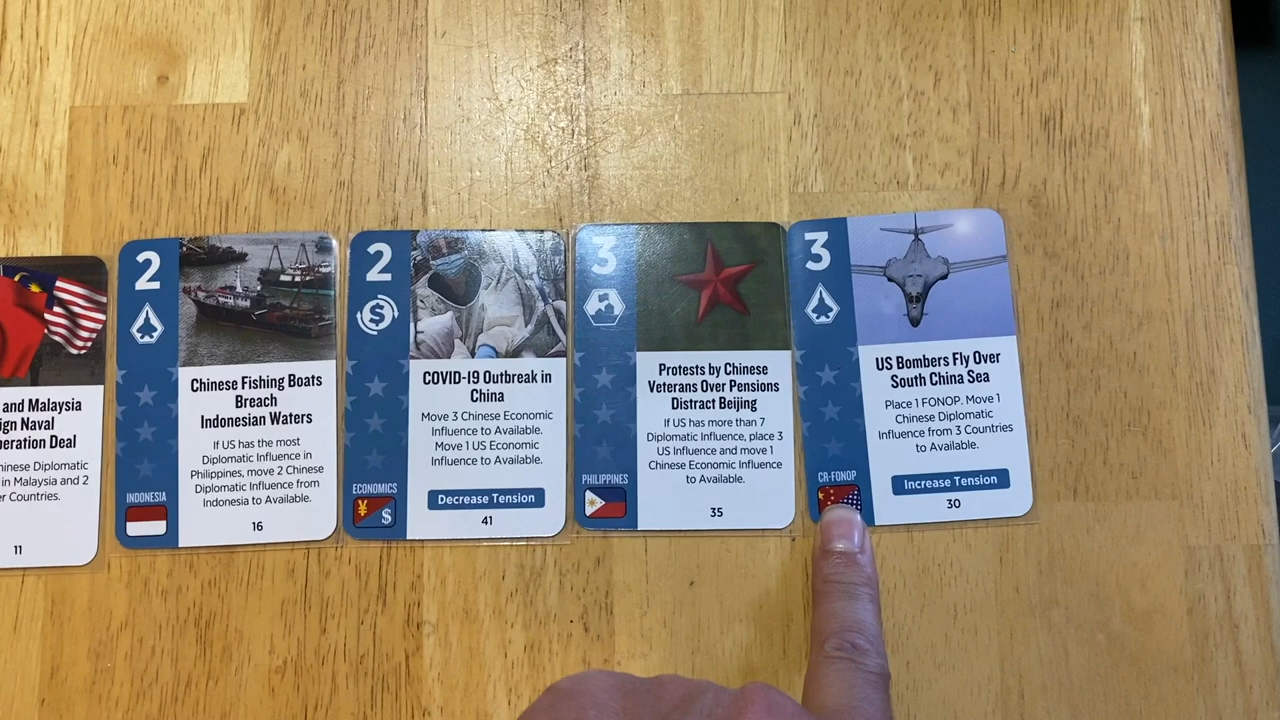 and Malaysia
Naval
Deal
Diplomatic
in Malaysia and 2
Countries.
11
2
INDONESIA
Chinese Fishing Boats
Breach
Indonesian Waters
If US has the most
Diplomatic Influence in
Philippines, move 2 Chinese
Diplomatic Influence from
Indonesia to Available.
16
2
$
ECONOMICS
¥
$
COVID-19 Outbreak in
China
Move 3 Chinese Economic
Influence to Available.
Move 1 US Economic
Influence to Available.
Decrease Tension
41
3
PHILIPPINES
Protests by Chinese
Veterans Over Pensions
Distract Beijing
If US has more than 7
Diplomatic Influence, place 3
US Influence and move 1
Chinese Economic Influence
to Available.
35
3
CR-FONOP
US Bombers Fly Over
South China Sea
Place 1 FONOP. Move 1
Chinese Diplomatic
Influence from 3 Countries
to Available.
Increase Tension
30